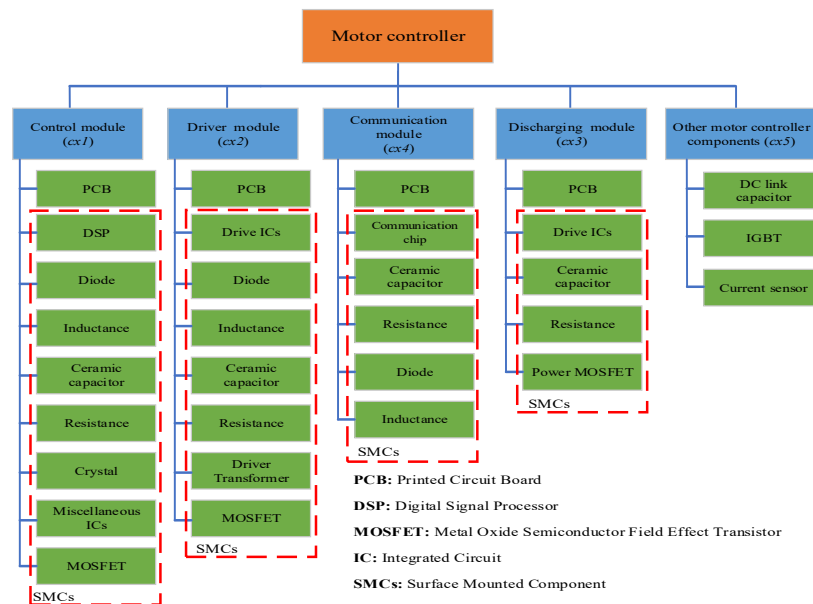 Motor controller
Control module
(cx1)
PCB
DSP
Diode
Inductance
Ceramic
capacitor
Resistance
Crystal
Miscellaneous
ICs
MOSFET
SMCs
Driver module
(cx2)
PCB
Drive ICs
Diode
Inductance
Ceramic
capacitor
Resistance
Driver
Transformer
MOSFET
SMCs
Communication
module
(cx4)
PCB
Communication
chip
Ceramic
capacitor
Resistance
Diode
Inductance
SMCs
Discharging module
(cx3)
PCB
Drive ICs
Ceramic
capacitor
Resistance
Power MOSFET
SMCs
Other motor controller
components (cx5)
DC link
capacitor
IGBT
Current sensor
PCB: Printed Circuit Board
DSP: Digital Signal Processor
MOSFET: Metal Oxide Semiconductor Field Effect Transistor
IC: Integrated Circuit
SMCs: Surface Mounted Component